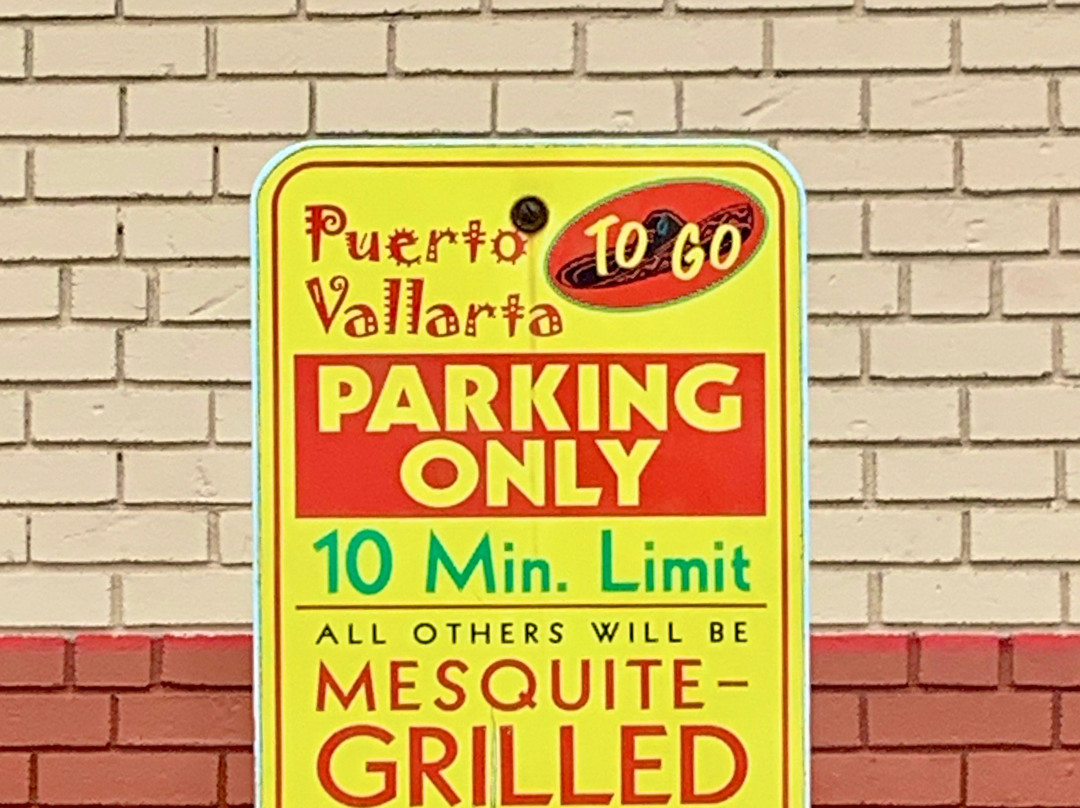 Puerto
Vallarta
TO GO
PARKING
ONLY
10 Min. Limit
ALL OTHERS WILL BE
MESQUITE-
GRILLED